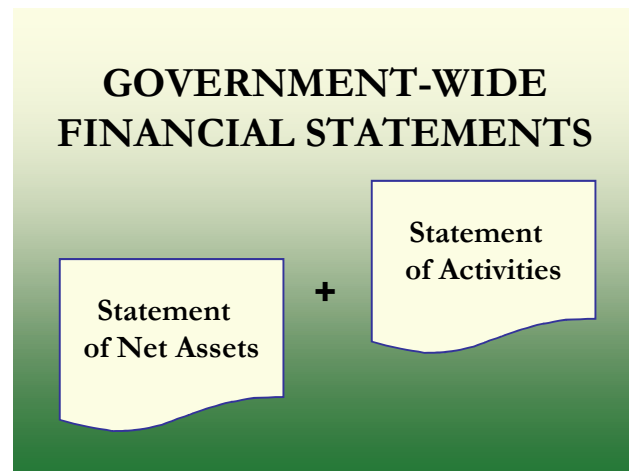 GOVERNMENT-WIDE
FINANCIAL STATEMENTS
Statement
of Net Assets
+
Statement
of Activities